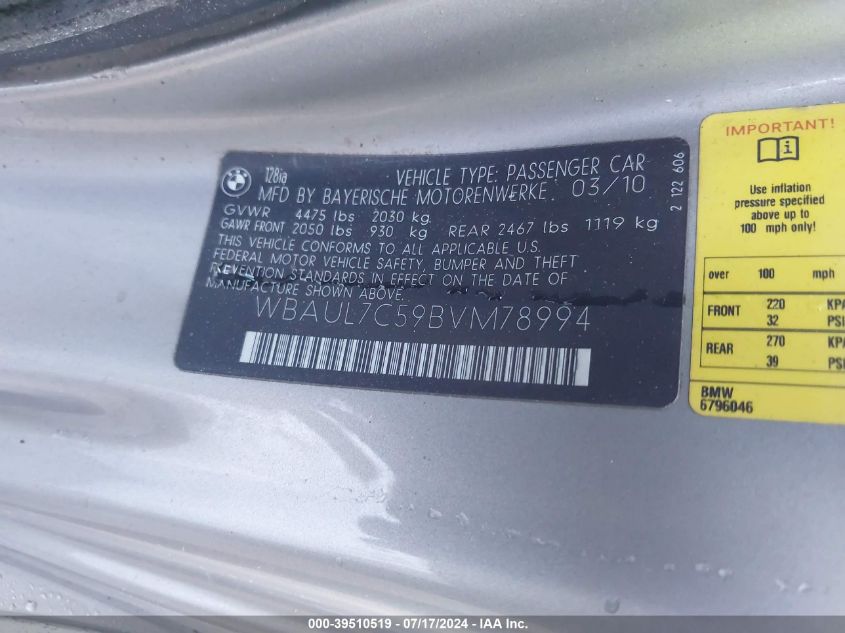 128ia
VEHICLE TYPE: PASSENGER CAR
MFD BY BAYERISCHE MOTORENWERKE 03/10
GVWR 4475 lbs 2030 kg
GAWR FRONT 2050 lbs 930 kg REAR 2467 lbs 1119 kg
THIS VEHICLE CONFORMS TO ALL APPLICABLE U.S.
FEDERAL MOTOR VEHICLE SAFETY, BUMPER AND THEFT
PREVENTION STANDARDS IN EFFECT ON THE DATE OF
MANUFACTURE SHOWN ABOVE.
WBAUL7C59BVM78994
2 122 606
IMPORTANT!
Use inflation
pressure specified
above up to
100 mph only!
over 100 mph
FRONT 220 KPA
32 PSI
REAR 270 KPA
39 PSI
BMW
6796046
000-39510519 - 07/17/2024 - IAA Inc.